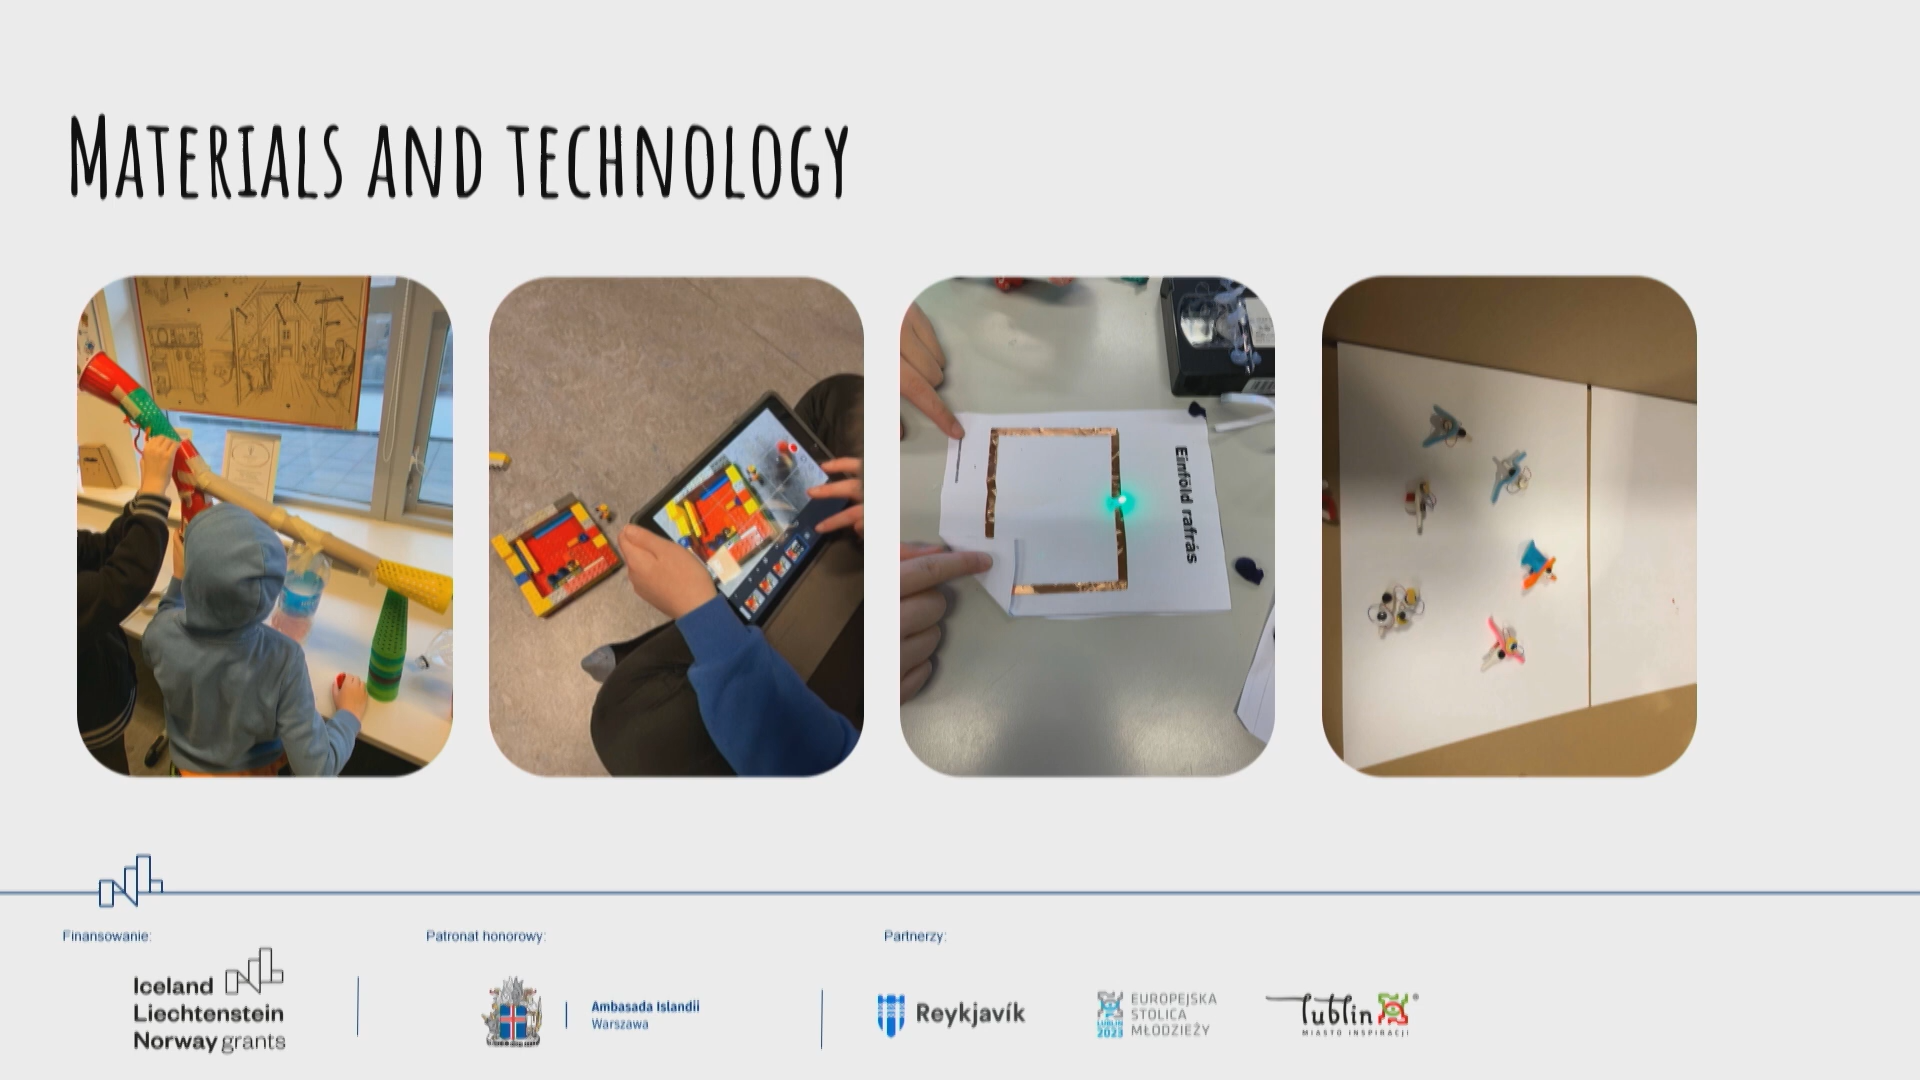 Materials and technology
Einföld rafrás
Finansowanie:
Iceland
Liechtenstein
Norway grants
Patronat honorowy:
Ambasada Islandii
Warszawa
Partnerzy:
Reykjavík
LUBLIN
2023
EUROPEJSKA
STOLICA
MŁODZIEŻY
lublin
MIASTO INSPIRACJI